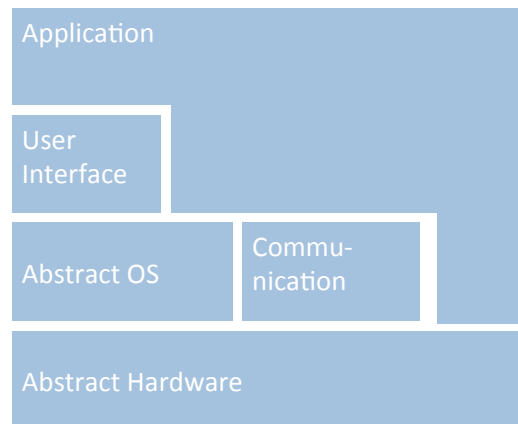 Application
User
Interface
Abstract OS
Commu-
nication
Abstract Hardware